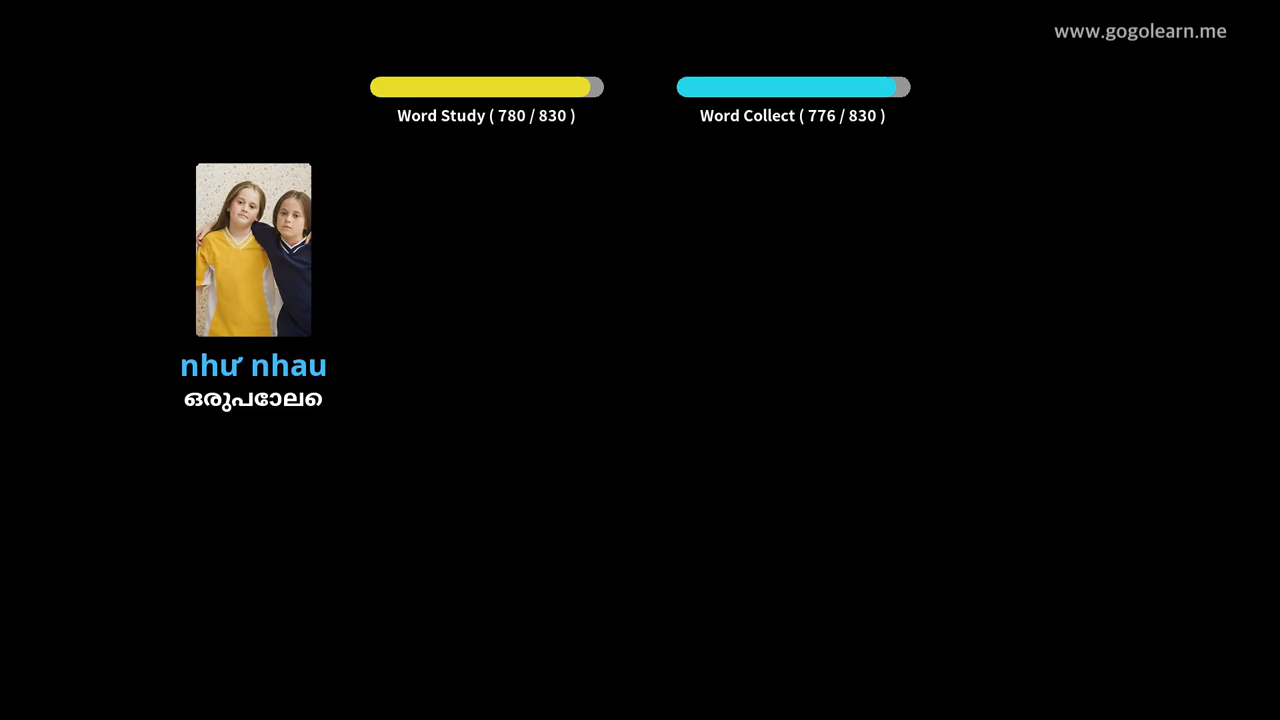 www.gogolearn.me
Word Study ( 780 / 830 )
Word Collect ( 776 / 830 )
như nhau
ഒരുപോലെ